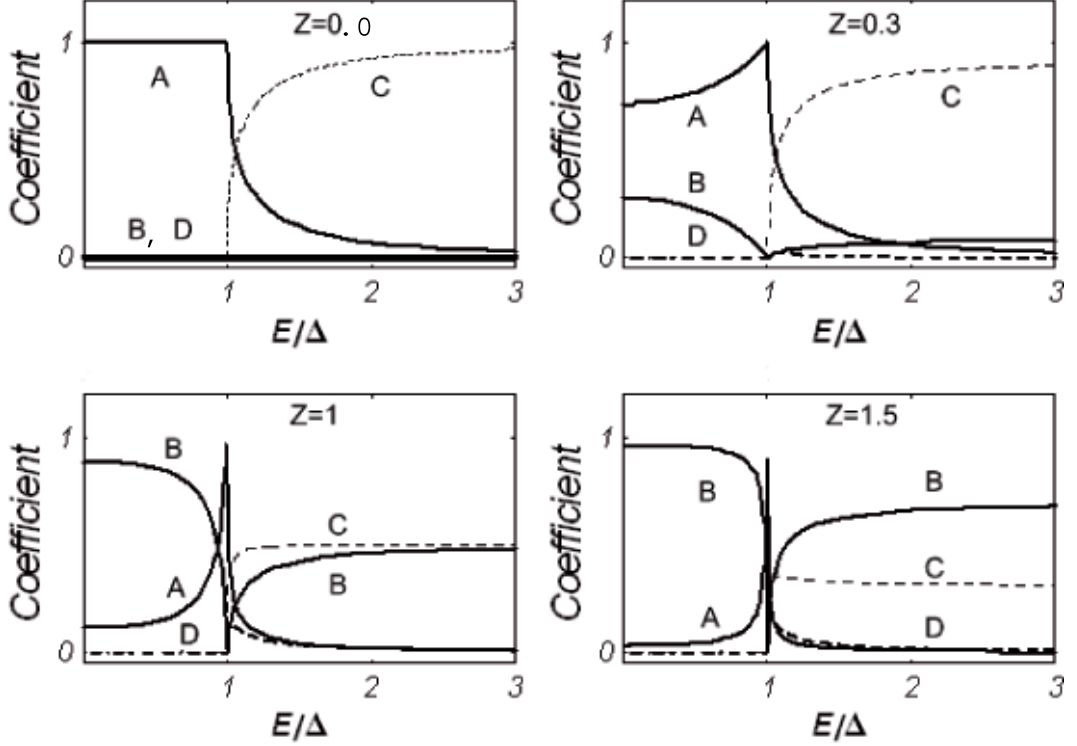 Z=0.0
Coefficient
1
A
C
B, D
0
1
2
3
E/Δ
Z=0.3
Coefficient
1
A
C
B
D
0
1
2
3
E/Δ
Z=1
Coefficient
1
B
C
A
B
D
0
1
2
3
E/Δ
Z=1.5
Coefficient
1
B
B
C
A
D
0
1
2
3
E/Δ